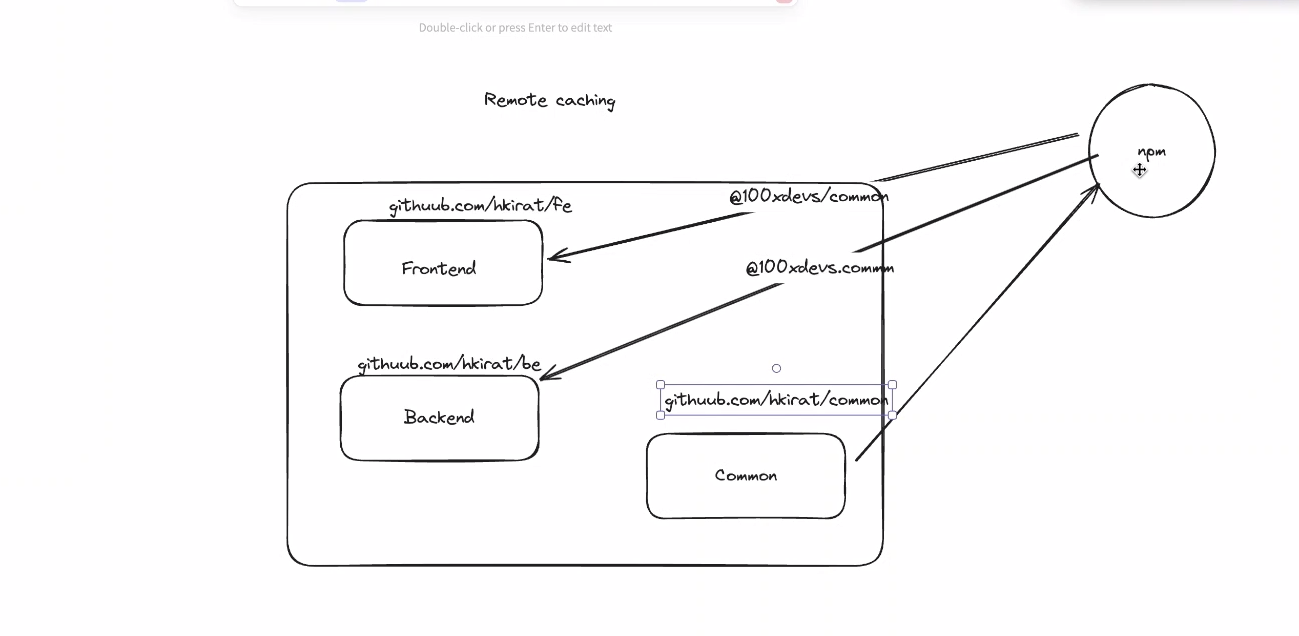 Double-click or press Enter to edit text
Remote caching
npm
@100xdevs/common
githuub.com/hkirat/fe
Frontend
@100xdevs.commm
githuub.com/hkirat/be
Backend
githuub.com/hkirat/common
Common